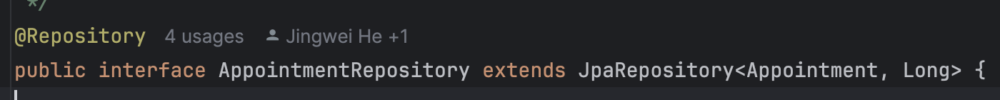 */
@Repository 4 usages Jingwei He +1
public interface AppointmentRepository extends JpaRepository<Appointment, Long> {